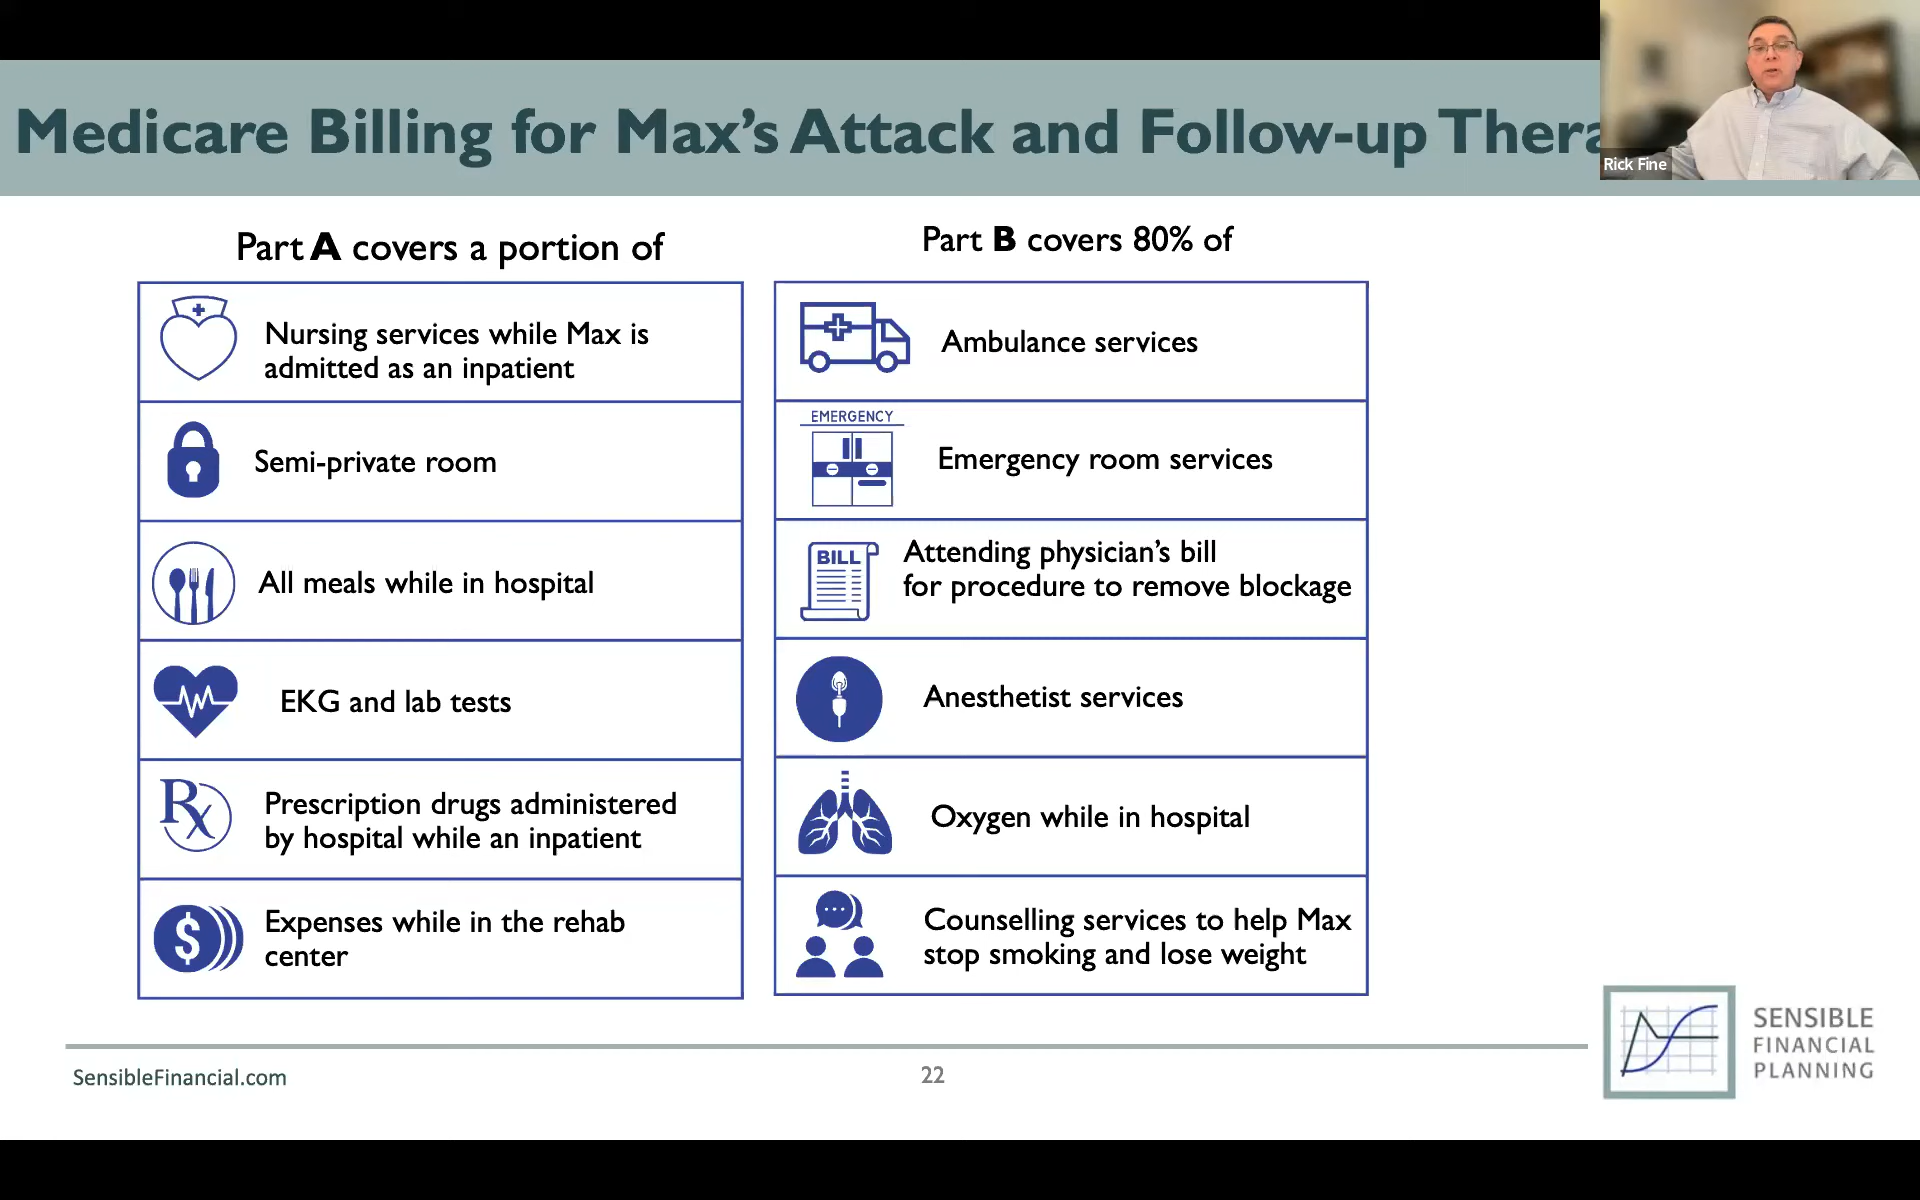 Medicare Billing for Max's Attack and Follow-up Thera
Rick Fine
Part A covers a portion of
Nursing services while Max is
admitted as an inpatient
Semi-private room
All meals while in hospital
EKG and lab tests
Rx
Prescription drugs administered
by hospital while an inpatient
$
Expenses while in the rehab
center
Part B covers 80% of
Ambulance services
EMERGENCY
Emergency room services
BILL
Attending physician's bill
for procedure to remove blockage
Anesthetist services
Oxygen while in hospital
Counselling services to help Max
stop smoking and lose weight
SensibleFinancial.com
22
SENSIBLE
FINANCIAL
PLANNING